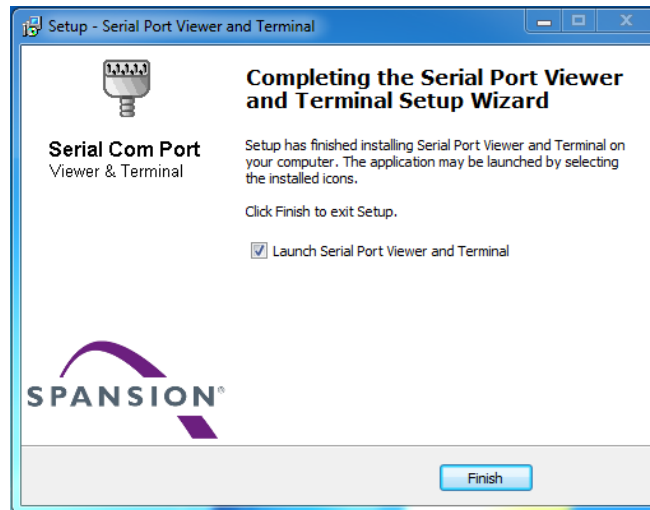 Setup - Serial Port Viewer and Terminal
Serial Com Port
Viewer & Terminal
Completing the Serial Port Viewer
and Terminal Setup Wizard
Setup has finished installing Serial Port Viewer and Terminal on
your computer. The application may be launched by selecting
the installed icons.
Click Finish to exit Setup.
Launch Serial Port Viewer and Terminal
SPANSION®
Finish